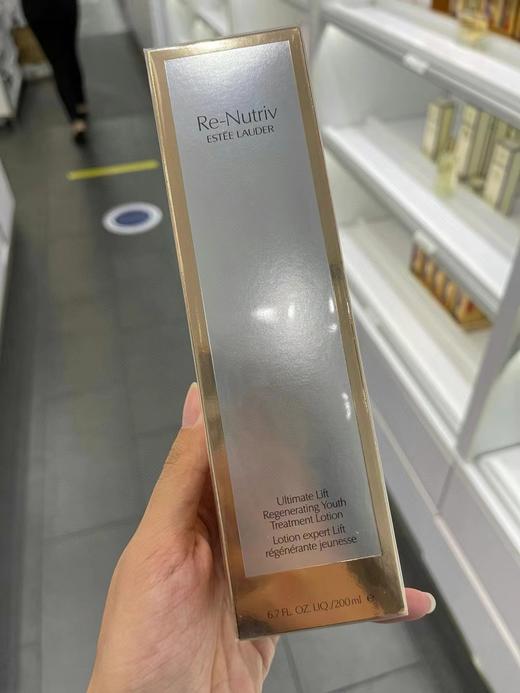 Re-Nutriv
ESTĒE LAUDER
Ultimate Lift
Regenerating Youth
Treatment Lotion
Lotion expert Lift
régénérante jeunesse
6.7 FL. OZ. LIQ./200ml e